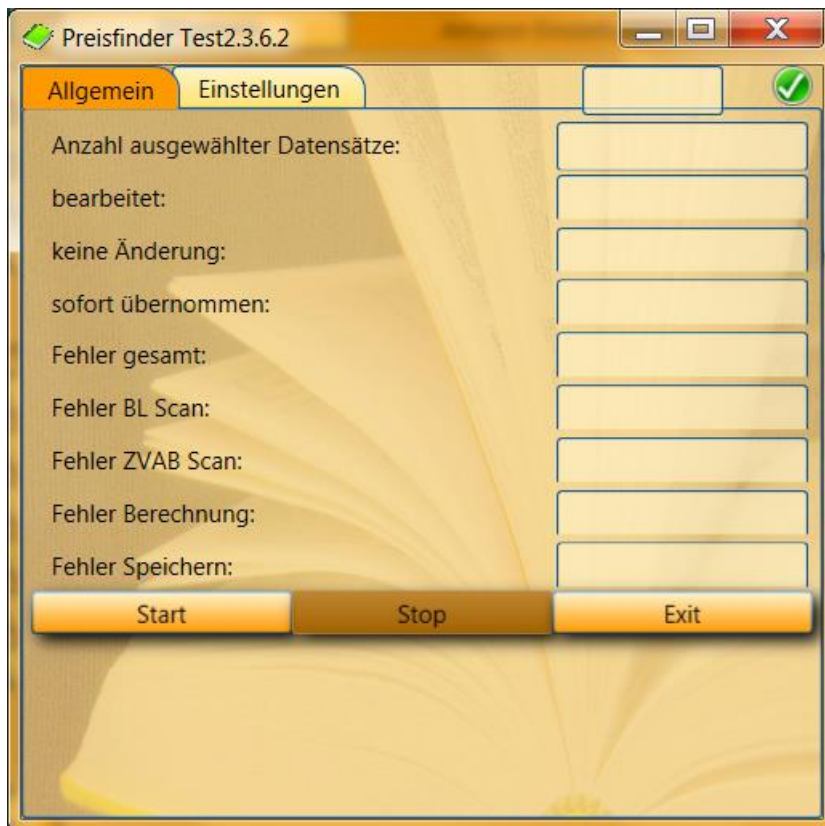 Preisfinder Test2.3.6.2
Allgemein Einstellungen
Anzahl ausgewählter Datensätze:
bearbeitet:
keine Änderung:
sofort übernommen:
Fehler gesamt:
Fehler BL Scan:
Fehler ZVAB Scan:
Fehler Berechnung:
Fehler Speichern:
Start Stop Exit